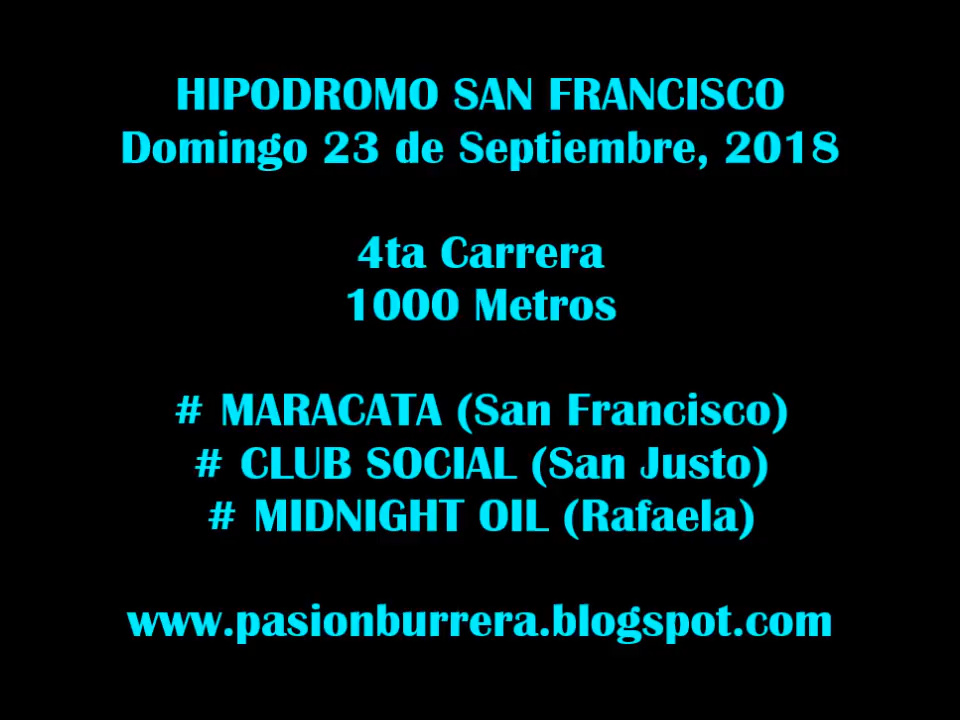 HIPODROMO SAN FRANCISCO
Domingo 23 de Septiembre, 2018
4ta Carrera
1000 Metros
# MARACATA (San Francisco)
# CLUB SOCIAL (San Justo)
# MIDNIGHT OIL (Rafaela)
www.pasionburrera.blogspot.com